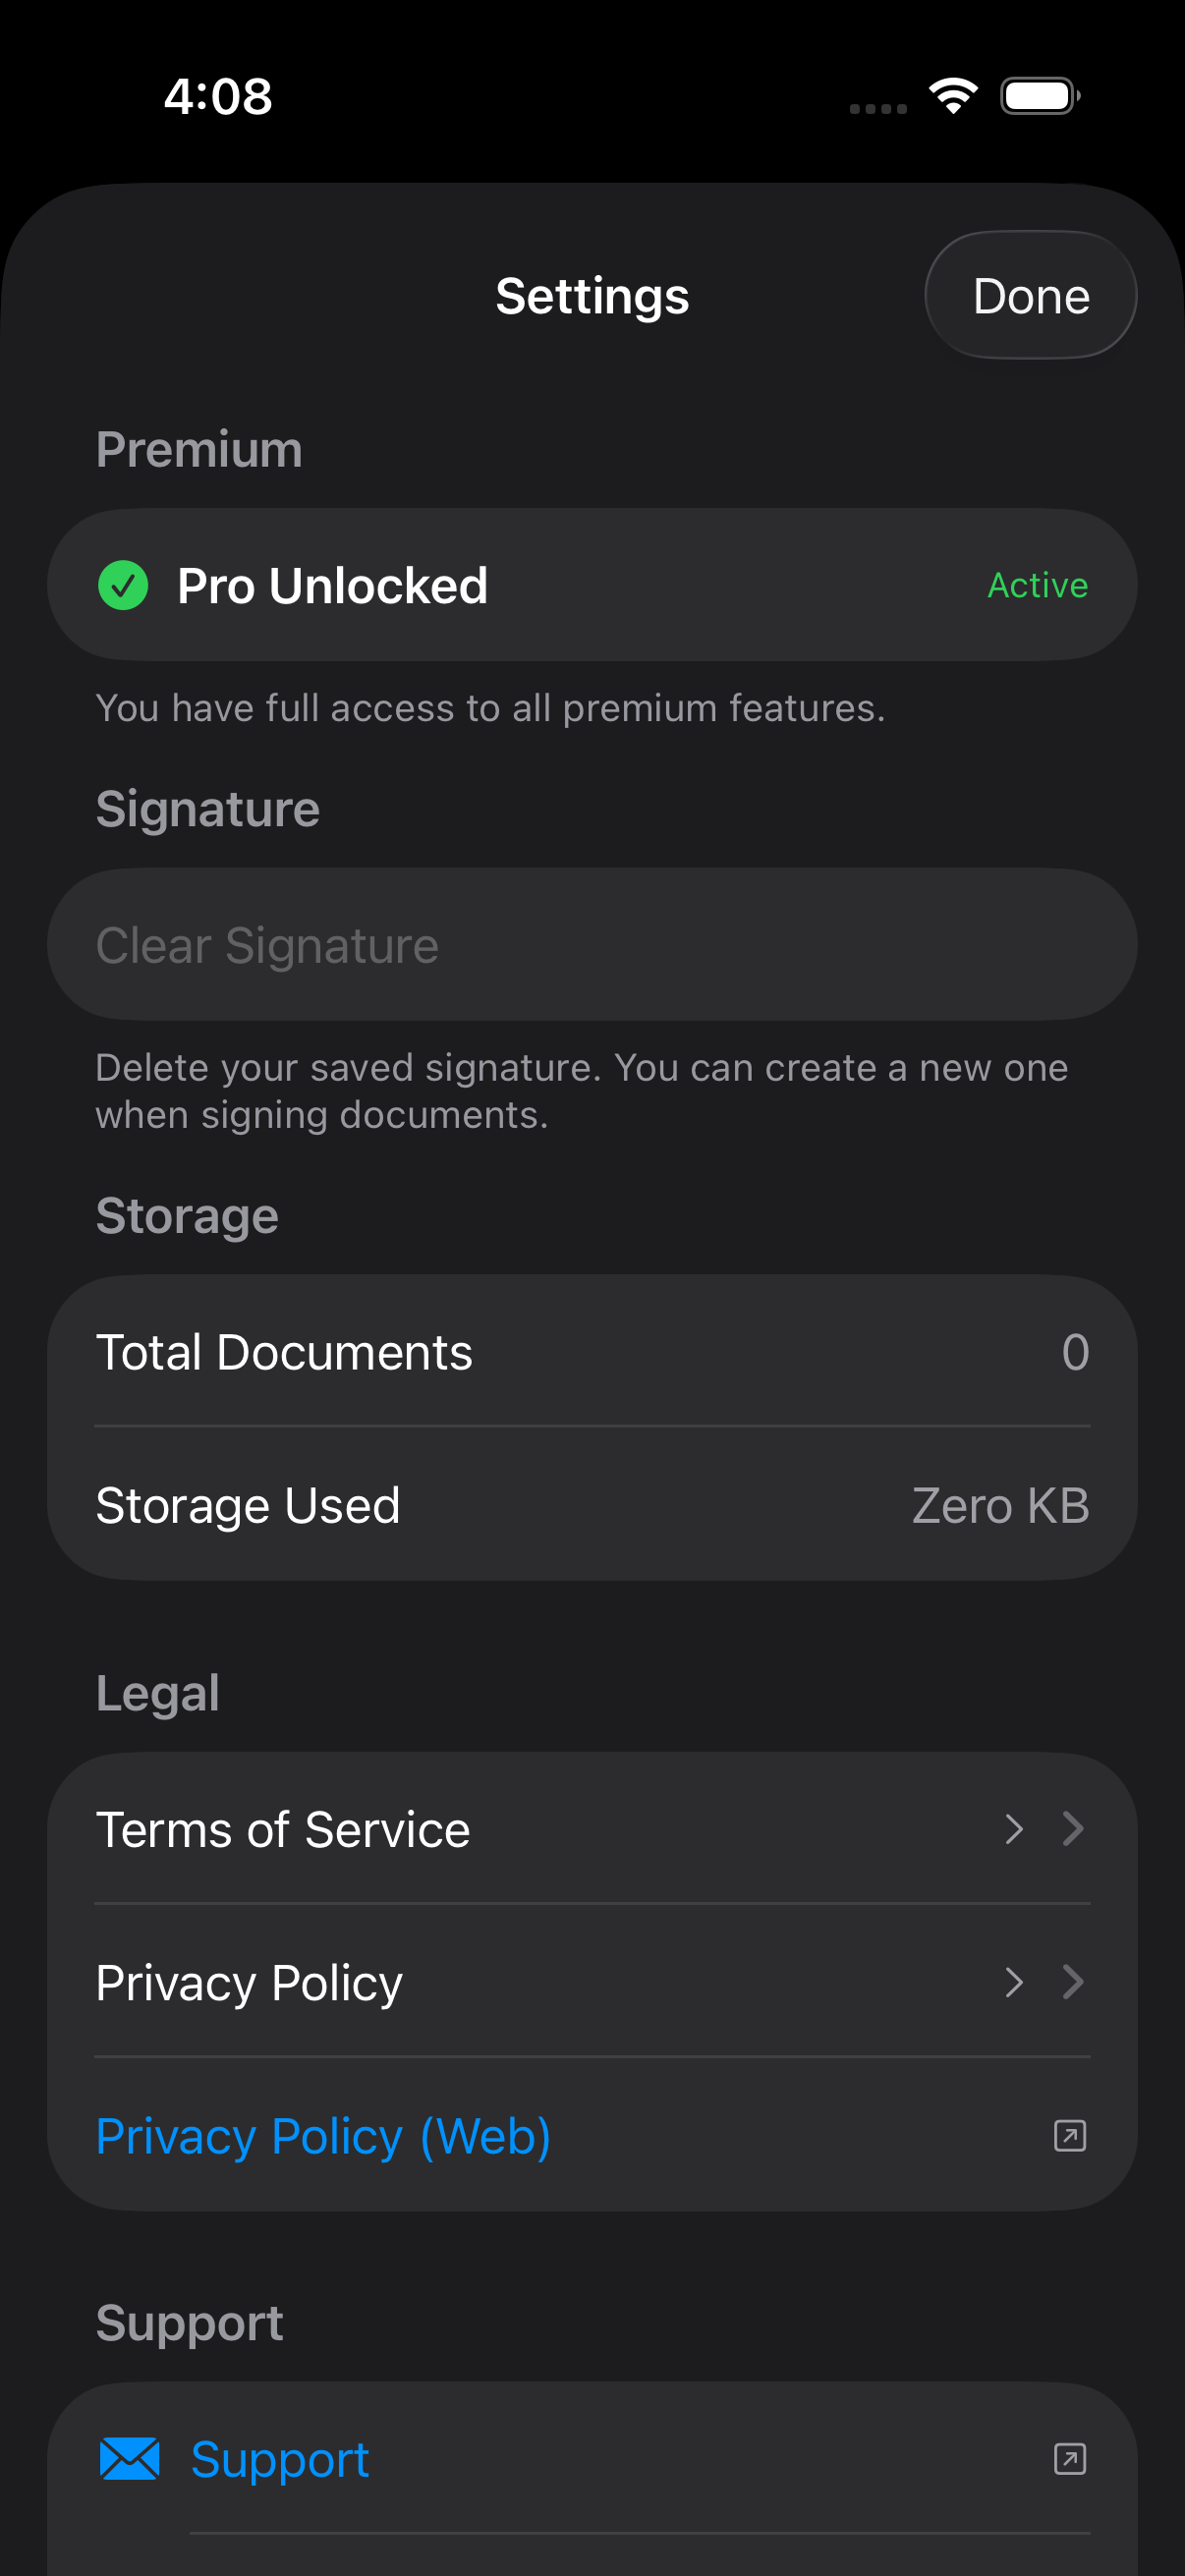 4:08
Settings
Done
Premium
Pro Unlocked
Active
You have full access to all premium features.
Signature
Clear Signature
Delete your saved signature. You can create a new one
when signing documents.
Storage
Total Documents
0
Storage Used
Zero KB
Legal
Terms of Service
Privacy Policy
Privacy Policy (Web)
Support
Support